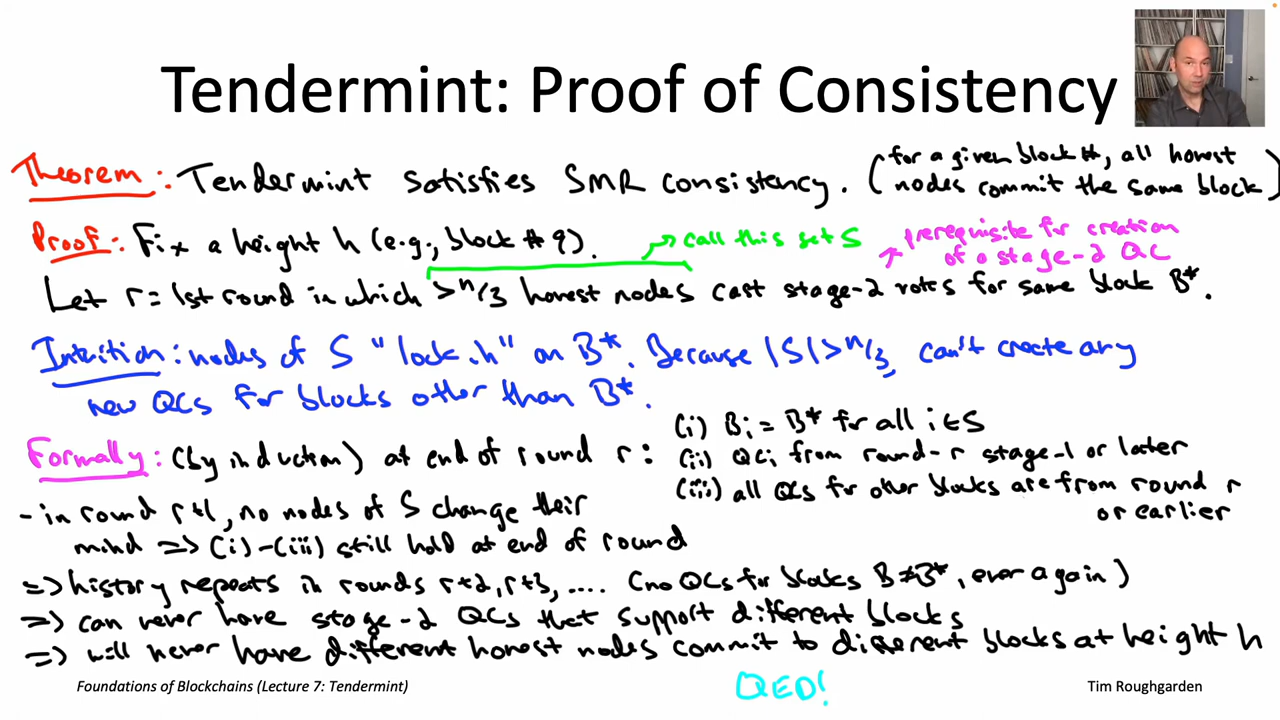 Tendermint: Proof of Consistency
Theorem: Tendermint satisfies SMR consistency. (for a given block #, all honest
nodes commit the same block)
Proof: Fix a height h (e.g., block # 9). → call this set S
prerequisite for creation
of a stage-2 QC
Let r = 1st round in which >n/3 honest nodes cast stage-2 votes for same block B*.
Intuition: nodes of S "lock in" on B*. Because |S| > n/3, can't create any
new QCs for blocks other than B*.
Formally: (by induction) at end of round r:
(i) Bi = B* for all i∈S
(ii) QCi from round-r stage-1 or later
(iii) all QCs for other blocks are from round r
or earlier
- in round r+1, no nodes of S change their
mind => (i)-(iii) still hold at end of round
=> history repeats in rounds r+2, r+3, .... (no QCs for blocks B≠B*, ever again)
=> can never have stage-2 QCs that support different blocks
=> will never have different honest nodes commit to different blocks at height h
QED!
Foundations of Blockchains (Lecture 7: Tendermint)
Tim Roughgarden